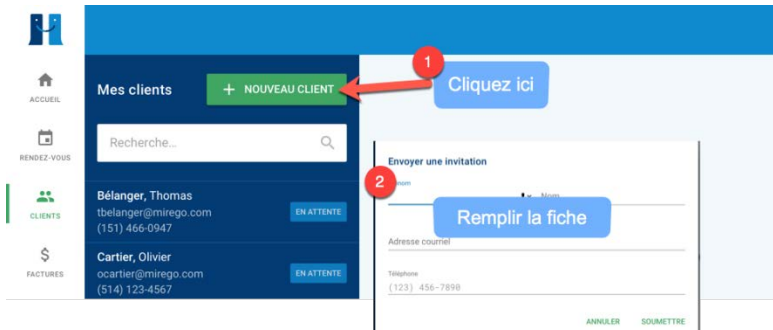 ACCUEIL
RENDEZ-VOUS
CLIENTS
FACTURES
Mes clients
+ NOUVEAU CLIENT
Recherche...
Bélanger, Thomas
tbelanger@mirego.com
EN ATTENTE
(151) 466-0947
Cartier, Olivier
ocartier@mirego.com
EN ATTENTE
(514) 123-4567
1
Cliquez ici
Envoyer une invitation
2
Nom
Remplir la fiche
Adresse courriel
Téléphone
(123) 456-7890
ANNULER
SOUMETTRE